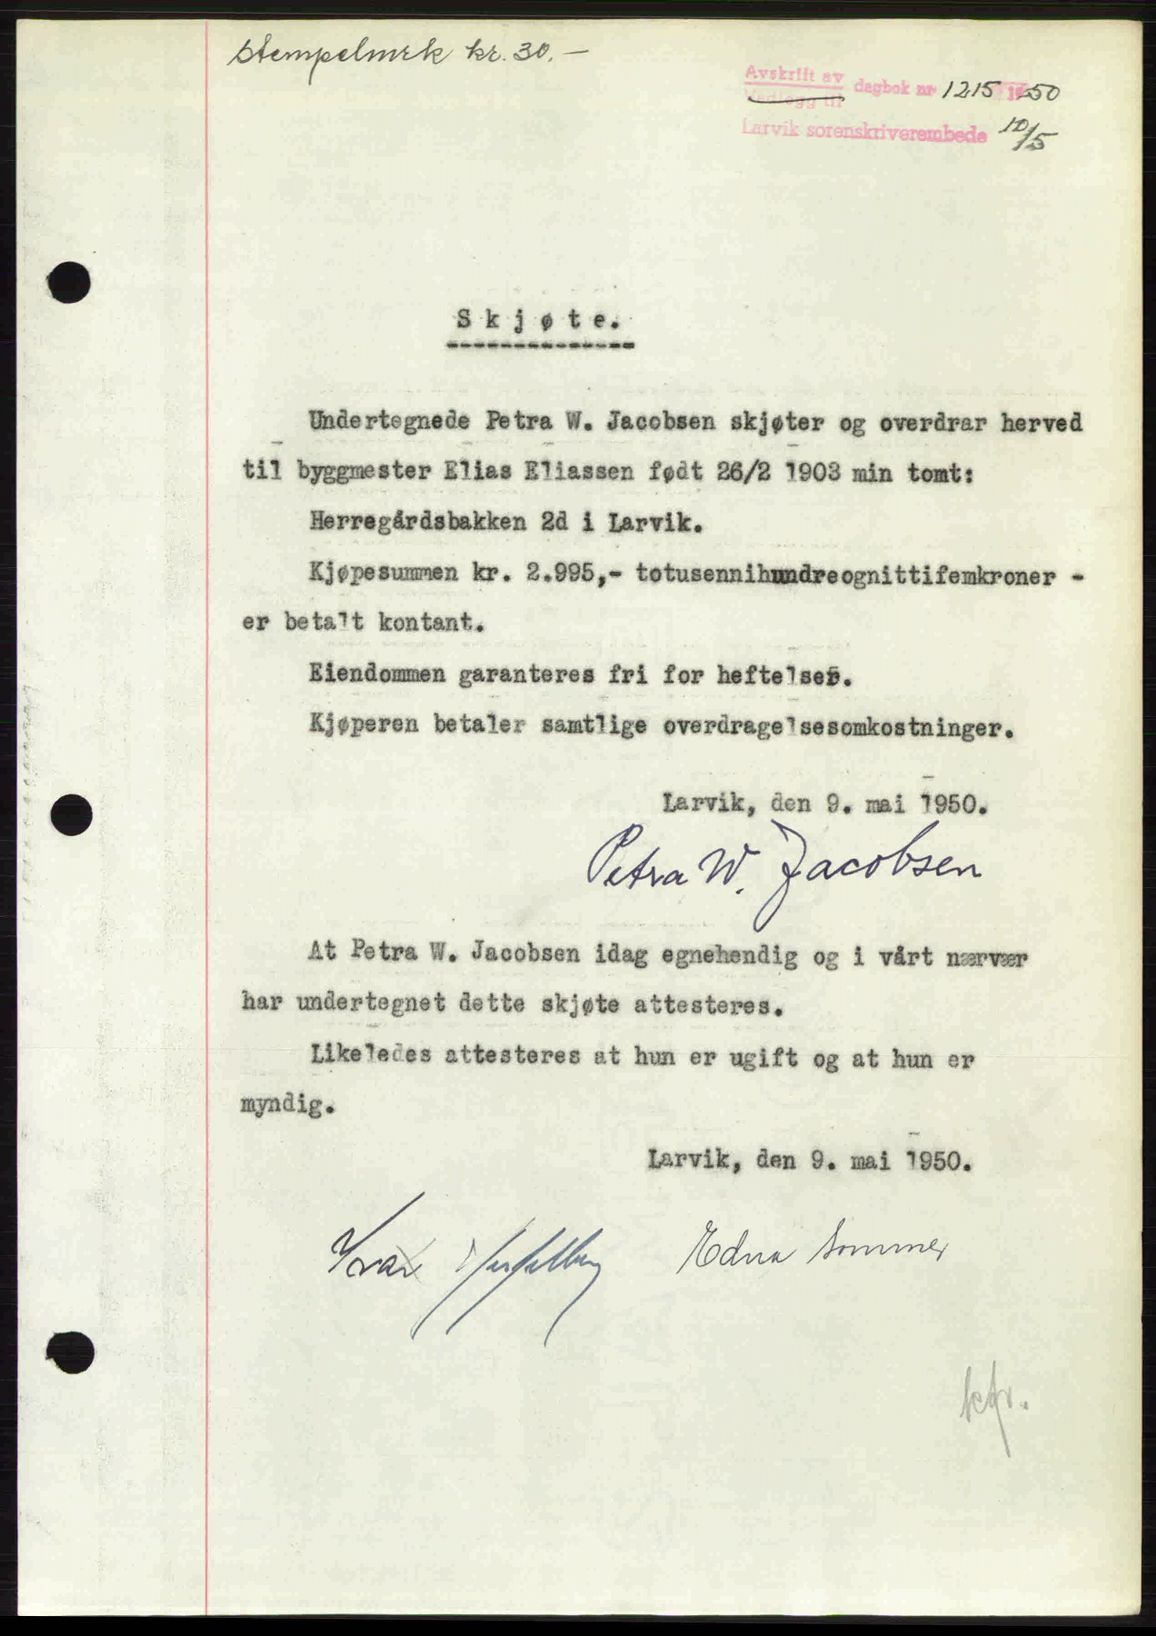 Stempelmrk kr. 30.—
Avskrift av
Vedlegg til
dagbok nr 1215 1950
Larvik sorenskriverembede 10/5
Skjøte.
Undertegnede Petra W. Jacobsen skjøter og overdrar herved
til byggmester Elias Eliassen født 26/2 1903 min tomt:
Herregårdsbakken 2d i Larvik.
Kjøpesummen kr. 2.995,- totusennihundreognittifemkroner -
er betalt kontant.
Eiendommen garanteres fri for heftelser.
Kjøperen betaler samtlige overdragelsesomkostninger.
Larvik, den 9. mai 1950.
Petra W. Jacobsen
At Petra W. Jacobsen idag egnehendig og i vårt nærvær
har undertegnet dette skjøte attesteres.
Likeledes attesteres at hun er ugift og at hun er
myndig.
Larvik, den 9. mai 1950.
Edna Sommer